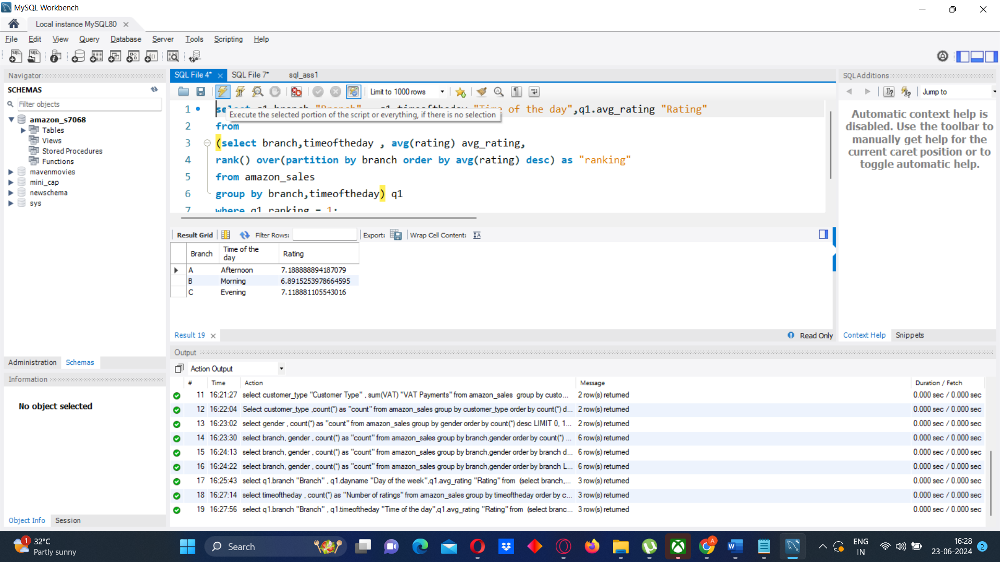 MySQL Workbench
Local instance MySQL80
File Edit View Query Database Server Tools Scripting Help
Navigator
SCHEMAS
Filter objects
amazon_s7068
Tables
Views
Stored Procedures
Functions
mavenmovies
mini_cap
newschema
sys
Administration Schemas
Information
No object selected
Object Info Session
SQL File 4* SQL File 7* sql_ass1
Limit to 1000 rows
1 select q1.branch "Branch" , q1.timeoftheday "Time of the day",q1.avg_rating "Rating"
Execute the selected portion of the script or everything, if there is no selection
2 from
3 (select branch,timeoftheday , avg(rating) avg_rating,
4 rank() over(partition by branch order by avg(rating) desc) as "ranking"
5 from amazon_sales
6 group by branch,timeoftheday) q1
7 where q1.ranking = 1;
Result Grid Filter Rows: Export: Wrap Cell Content:
Branch Time of the day Rating
A Afternoon 7.188888894187079
B Morning 6.8915253978664595
C Evening 7.118881105543016
Result 19 Read Only
Output
Action Output
# Time Action Message Duration / Fetch
11 16:21:27 select customer_type "Customer Type" , sum(VAT) "VAT Payments" from amazon_sales group by custo... 2 row(s) returned 0.000 sec / 0.000 sec
12 16:22:04 Select customer_type ,count(*) as "count" from amazon_sales group by customer_type order by count(*) d... 2 row(s) returned 0.000 sec / 0.000 sec
13 16:23:02 select gender , count(*) as "count" from amazon_sales group by gender order by count(*) desc LIMIT 0, 1... 2 row(s) returned 0.000 sec / 0.000 sec
14 16:23:30 select branch, gender , count(*) as "count" from amazon_sales group by branch,gender order by count(*) ... 6 row(s) returned 0.000 sec / 0.000 sec
15 16:24:13 select branch, gender , count(*) as "count" from amazon_sales group by branch,gender order by branch d... 6 row(s) returned 0.000 sec / 0.000 sec
16 16:24:22 select branch, gender , count(*) as "count" from amazon_sales group by branch,gender order by branch L... 6 row(s) returned 0.000 sec / 0.000 sec
17 16:25:43 select q1.branch "Branch" , q1.dayname "Day of the week",q1.avg_rating "Rating" from (select branch,... 3 row(s) returned 0.000 sec / 0.000 sec
18 16:27:14 select timeoftheday , count(*) as "Number of ratings" from amazon_sales group by timeoftheday order by c... 3 row(s) returned 0.000 sec / 0.000 sec
19 16:27:56 select q1.branch "Branch" , q1.timeoftheday "Time of the day",q1.avg_rating "Rating" from (select branc... 3 row(s) returned 0.000 sec / 0.000 sec
SQLAdditions
Jump to
Automatic context help is
disabled. Use the toolbar to
manually get help for the
current caret position or to
toggle automatic help.
Context Help Snippets
1
32°C
Partly sunny
Search
ENG
IN
16:28
23-06-2024
2